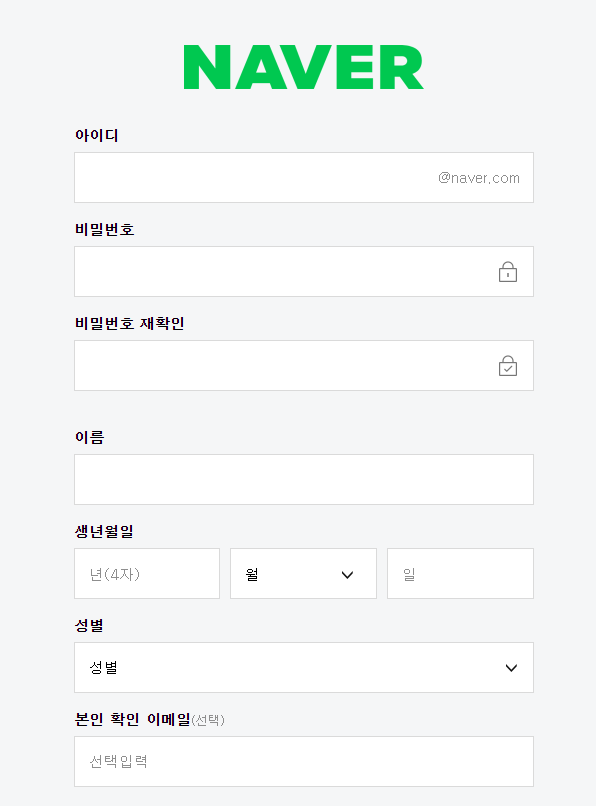 NAVER
아이디
@naver.com
비밀번호
비밀번호 재확인
이름
생년월일
년(4자) 월 일
성별
성별
본인 확인 이메일(선택)
선택입력